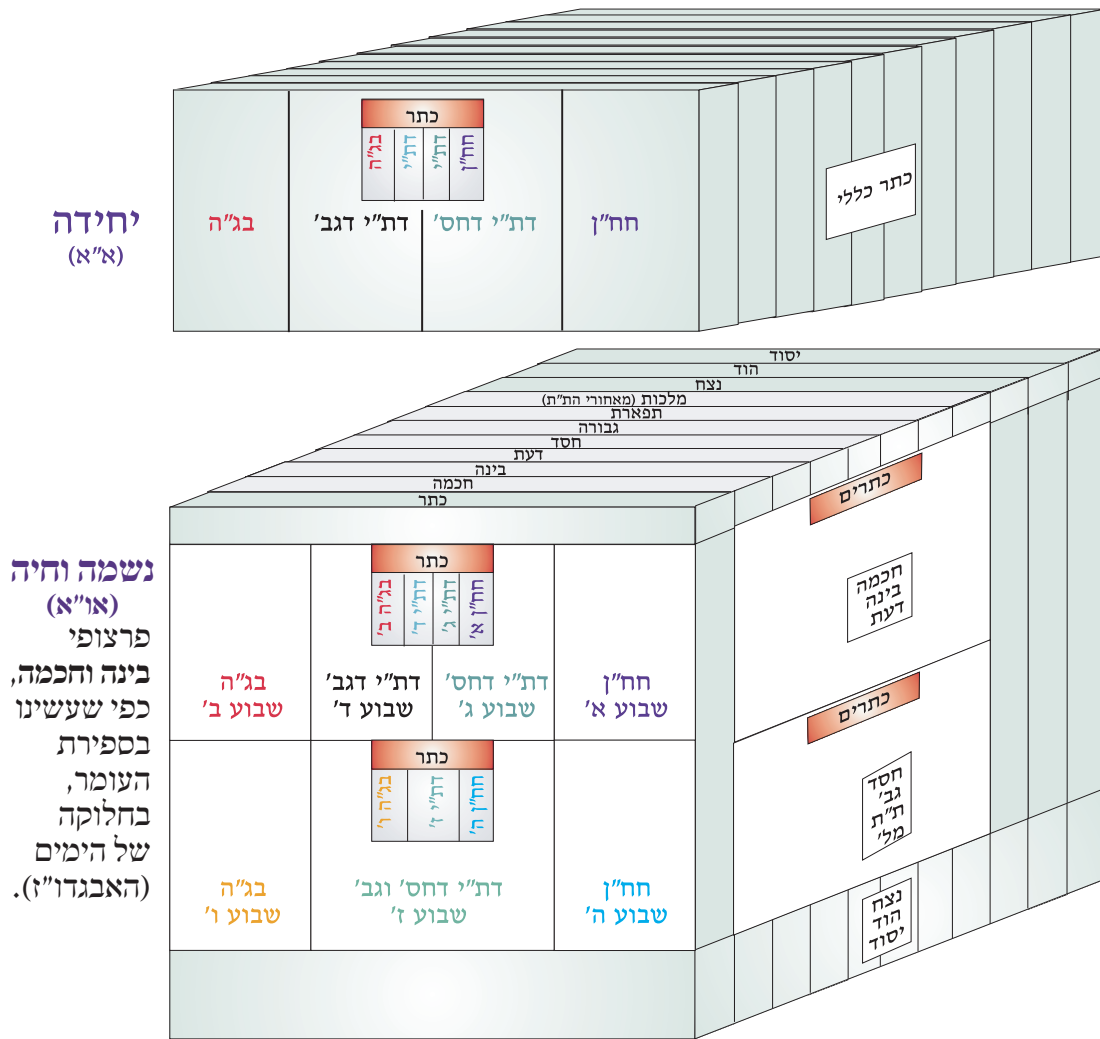 כתר
חח"ן
דת"י
דת"י
בג"ה
חח"ן
דת"י דחס'
דת"י דגב'
בג"ה
כתר כללי
יחידה
(א"א)
יסוד
הוד
נצח
מלכות (מאחורי הת"ת)
תפארת
גבורה
חסד
דעת
בינה
חכמה
כתר
כתר
חח"ן א'
דת"י ג'
דת"י ד'
בג"ה ב'
חח"ן
שבוע א'
דת"י דחס'
שבוע ג'
דת"י דגב'
שבוע ד'
בג"ה
שבוע ב'
כתר
חח"ן ה'
דת"י ז'
בג"ה ו'
חח"ן
שבוע ה'
דת"י דחס' וגב'
שבוע ז'
בג"ה
שבוע ו'
כתרים
חכמה
בינה
דעת
כתרים
חסד
גב'
ת"ת
מל'
נצח
הוד
יסוד
נשמה וחיה
(או"א)
פרצופי
בינה וחכמה,
כפי שעשינו
בספירת
העומר,
בחלוקה
של הימים
(האבגדו"ז).